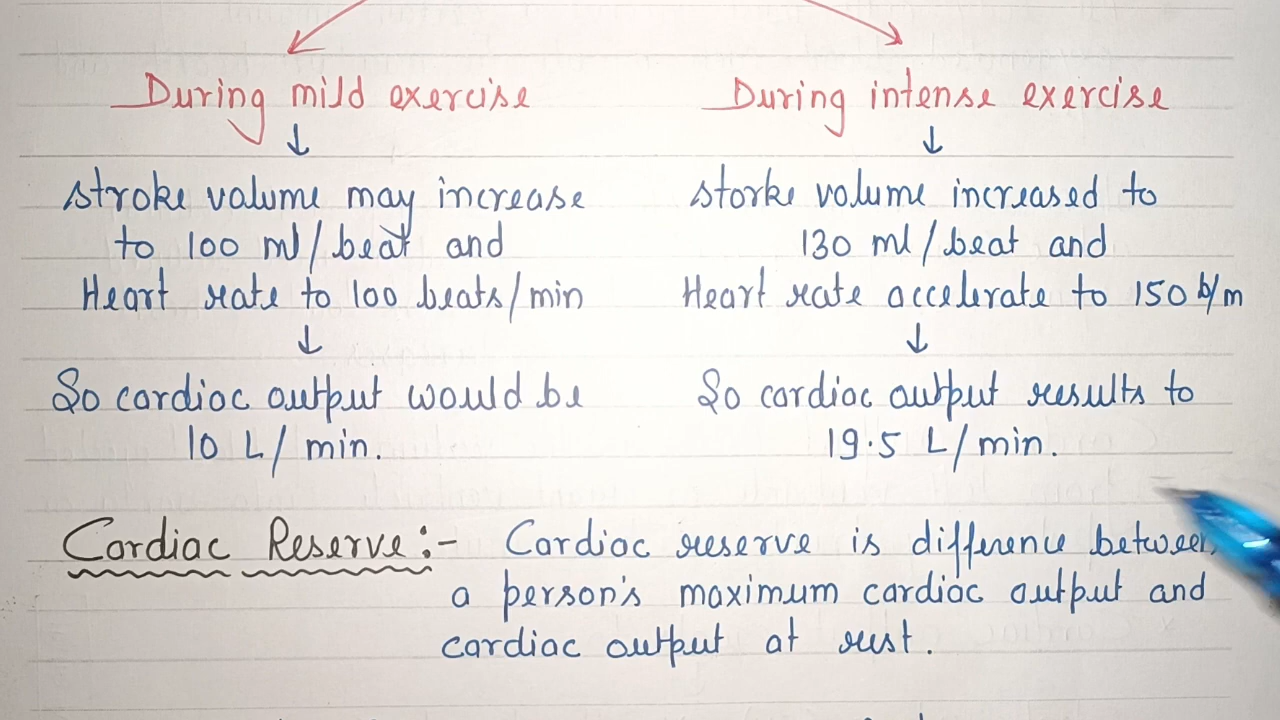 During mild exercise
↓
stroke volume may increase
to 100 ml/beat and
Heart rate to 100 beats/min
↓
So cardiac output would be
10 L/min.
During intense exercise
↓
storke volume increased to
130 ml/beat and
Heart rate accelerate to 150 b/m
↓
So cardiac output results to
19.5 L/min.
Cardiac Reserve:- Cardiac reserve is difference between
a person's maximum cardiac output and
cardiac output at rest.